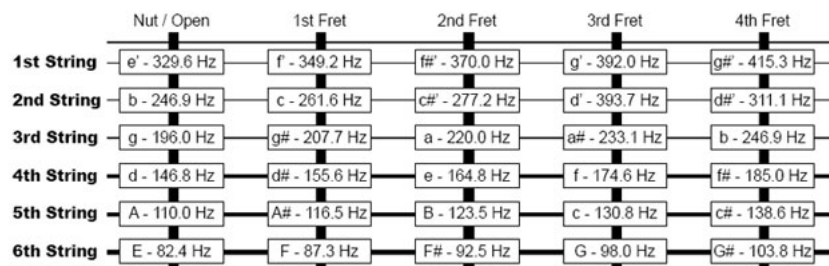 Nut / Open 1st Fret 2nd Fret 3rd Fret 4th Fret
1st String e' - 329.6 Hz f' - 349.2 Hz f#' - 370.0 Hz g' - 392.0 Hz g#' - 415.3 Hz
2nd String b - 246.9 Hz c - 261.6 Hz c#' - 277.2 Hz d' - 393.7 Hz d#' - 311.1 Hz
3rd String g - 196.0 Hz g# - 207.7 Hz a - 220.0 Hz a# - 233.1 Hz b - 246.9 Hz
4th String d - 146.8 Hz d# - 155.6 Hz e - 164.8 Hz f - 174.6 Hz f# - 185.0 Hz
5th String A - 110.0 Hz A# - 116.5 Hz B - 123.5 Hz c - 130.8 Hz c# - 138.6 Hz
6th String E - 82.4 Hz F - 87.3 Hz F# - 92.5 Hz G - 98.0 Hz G# - 103.8 Hz